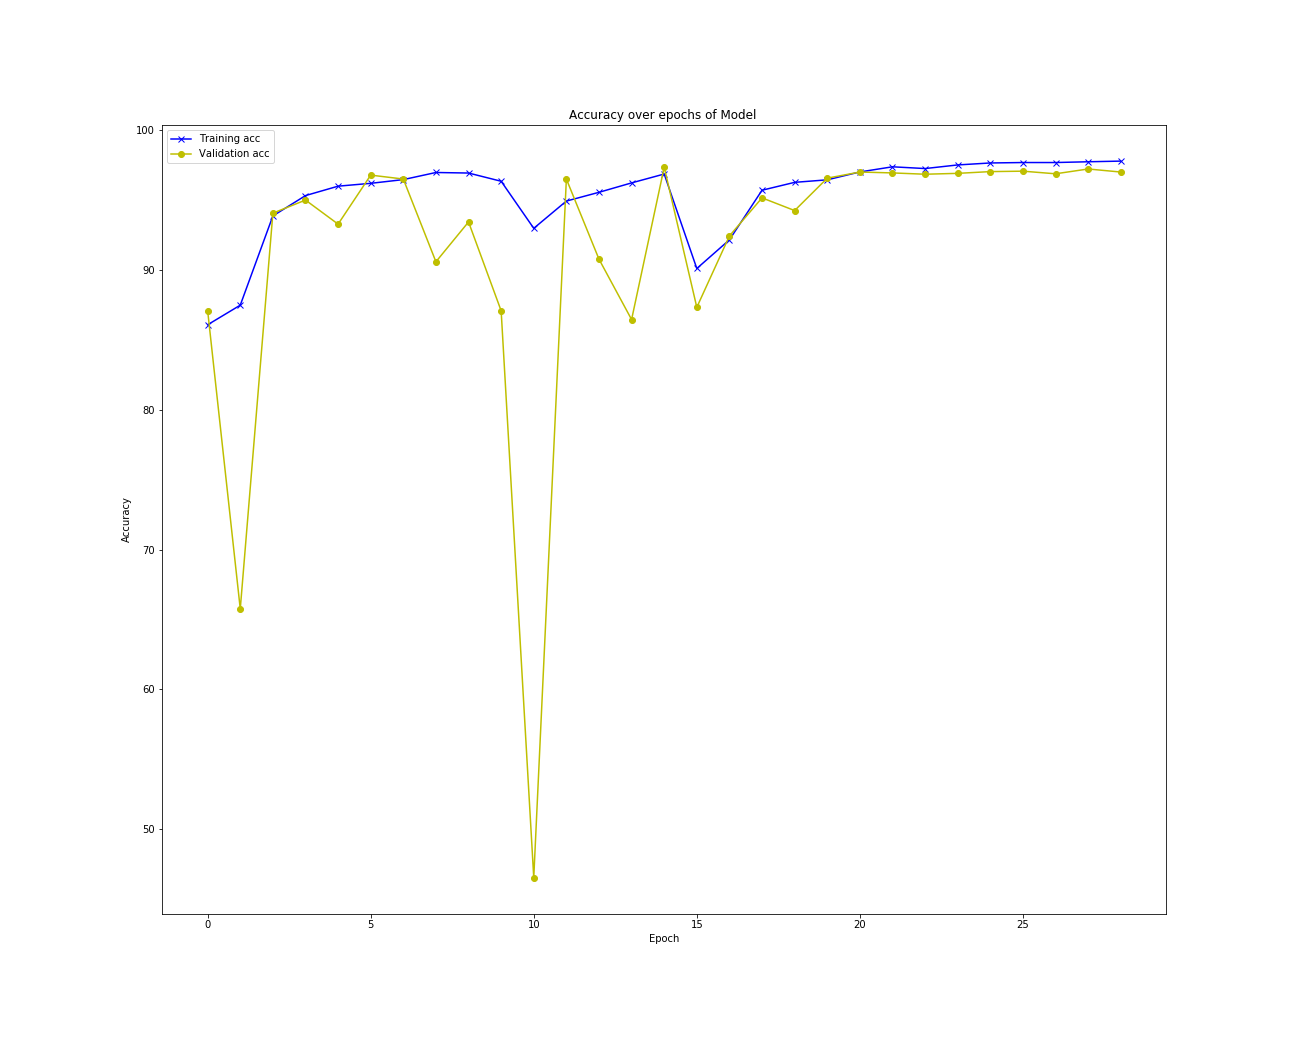 Accuracy over epochs of Model
Training acc
Validation acc
100
90
80
70
60
50
Accuracy
0 5 10 15 20 25
Epoch